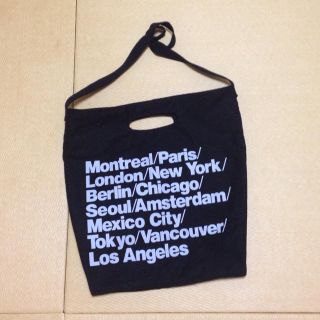 Montreal/Paris/
London/New York/
Berlin/Chicago/
Seoul/Amsterdam/
Mexico City/
Tokyo/Vancouver/
Los Angeles